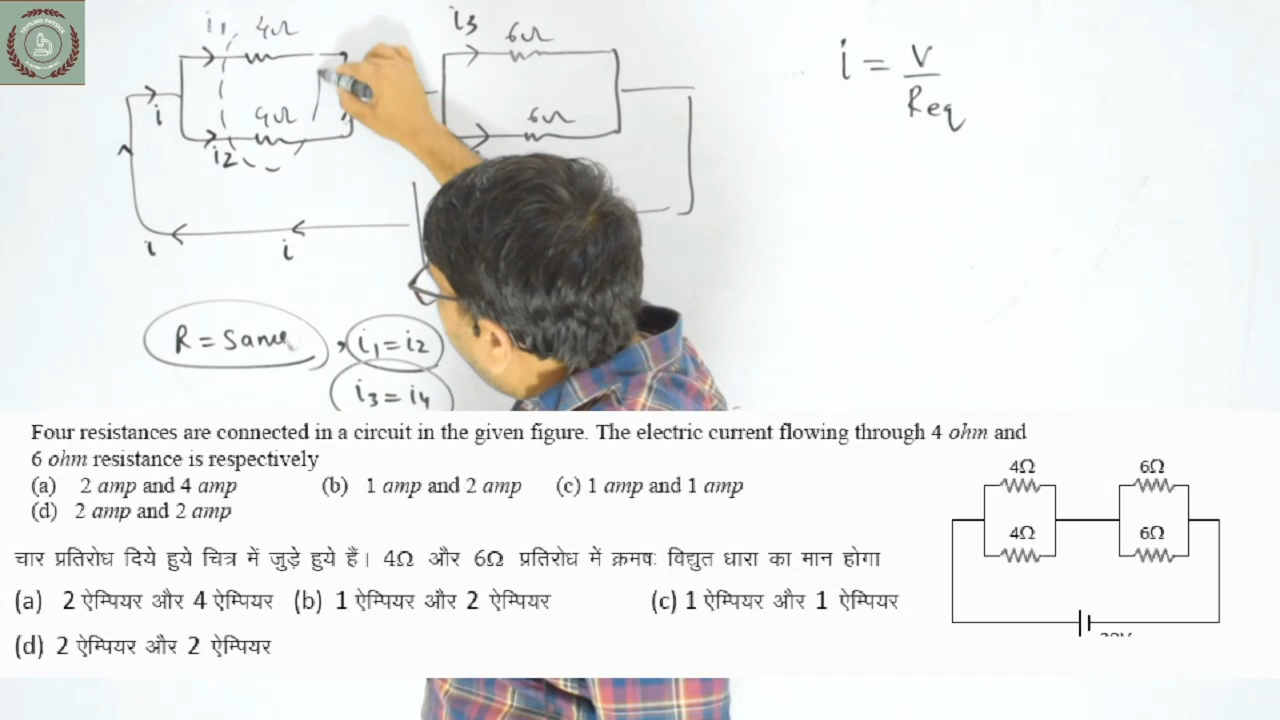 i1 4Ω
i3 6Ω
i = V
Req
i
4Ω
i2
6Ω
i
i
R = Same , i1 = i2
i3 = i4
Four resistances are connected in a circuit in the given figure. The electric current flowing through 4 ohm and
6 ohm resistance is respectively
(a) 2 amp and 4 amp (b) 1 amp and 2 amp (c) 1 amp and 1 amp
(d) 2 amp and 2 amp
4Ω 6Ω
4Ω 6Ω
चार प्रतिरोध दिये हुये चित्र में जुड़े हुये हैं। 4Ω और 6Ω प्रतिरोध में क्रमषः विद्युत धारा का मान होगा
(a) 2 ऐम्पियर और 4 ऐम्पियर (b) 1 ऐम्पियर और 2 ऐम्पियर (c) 1 ऐम्पियर और 1 ऐम्पियर
(d) 2 ऐम्पियर और 2 ऐम्पियर